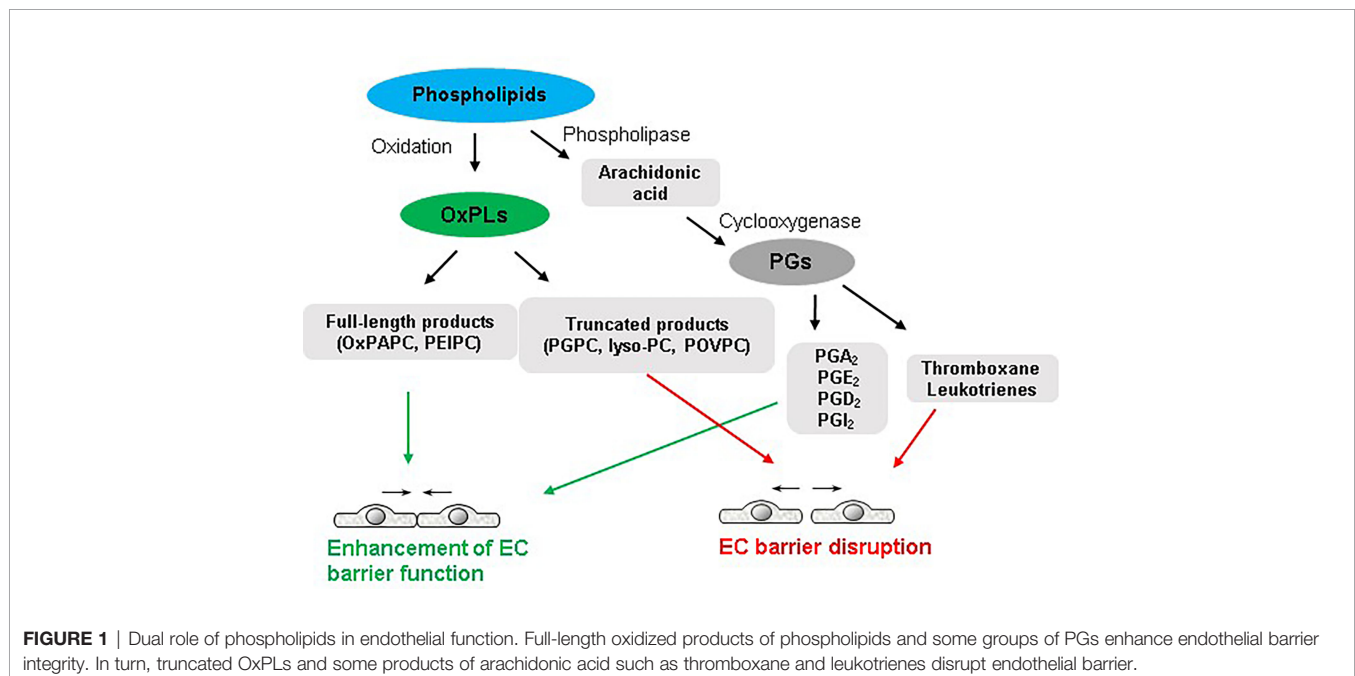 Phospholipids
Oxidation
Phospholipase
Arachidonic
acid
OxPLs
Cyclooxygenase
PGs
Full-length products
(OxPAPC, PEIPC)
Truncated products
(PGPC, lyso-PC, POVPC)
PGA₂
PGE₂
PGD₂
PGI₂
Thromboxane
Leukotrienes
Enhancement of EC
barrier function
EC barrier disruption
FIGURE 1 | Dual role of phospholipids in endothelial function. Full-length oxidized products of phospholipids and some groups of PGs enhance endothelial barrier
integrity. In turn, truncated OxPLs and some products of arachidonic acid such as thromboxane and leukotrienes disrupt endothelial barrier.